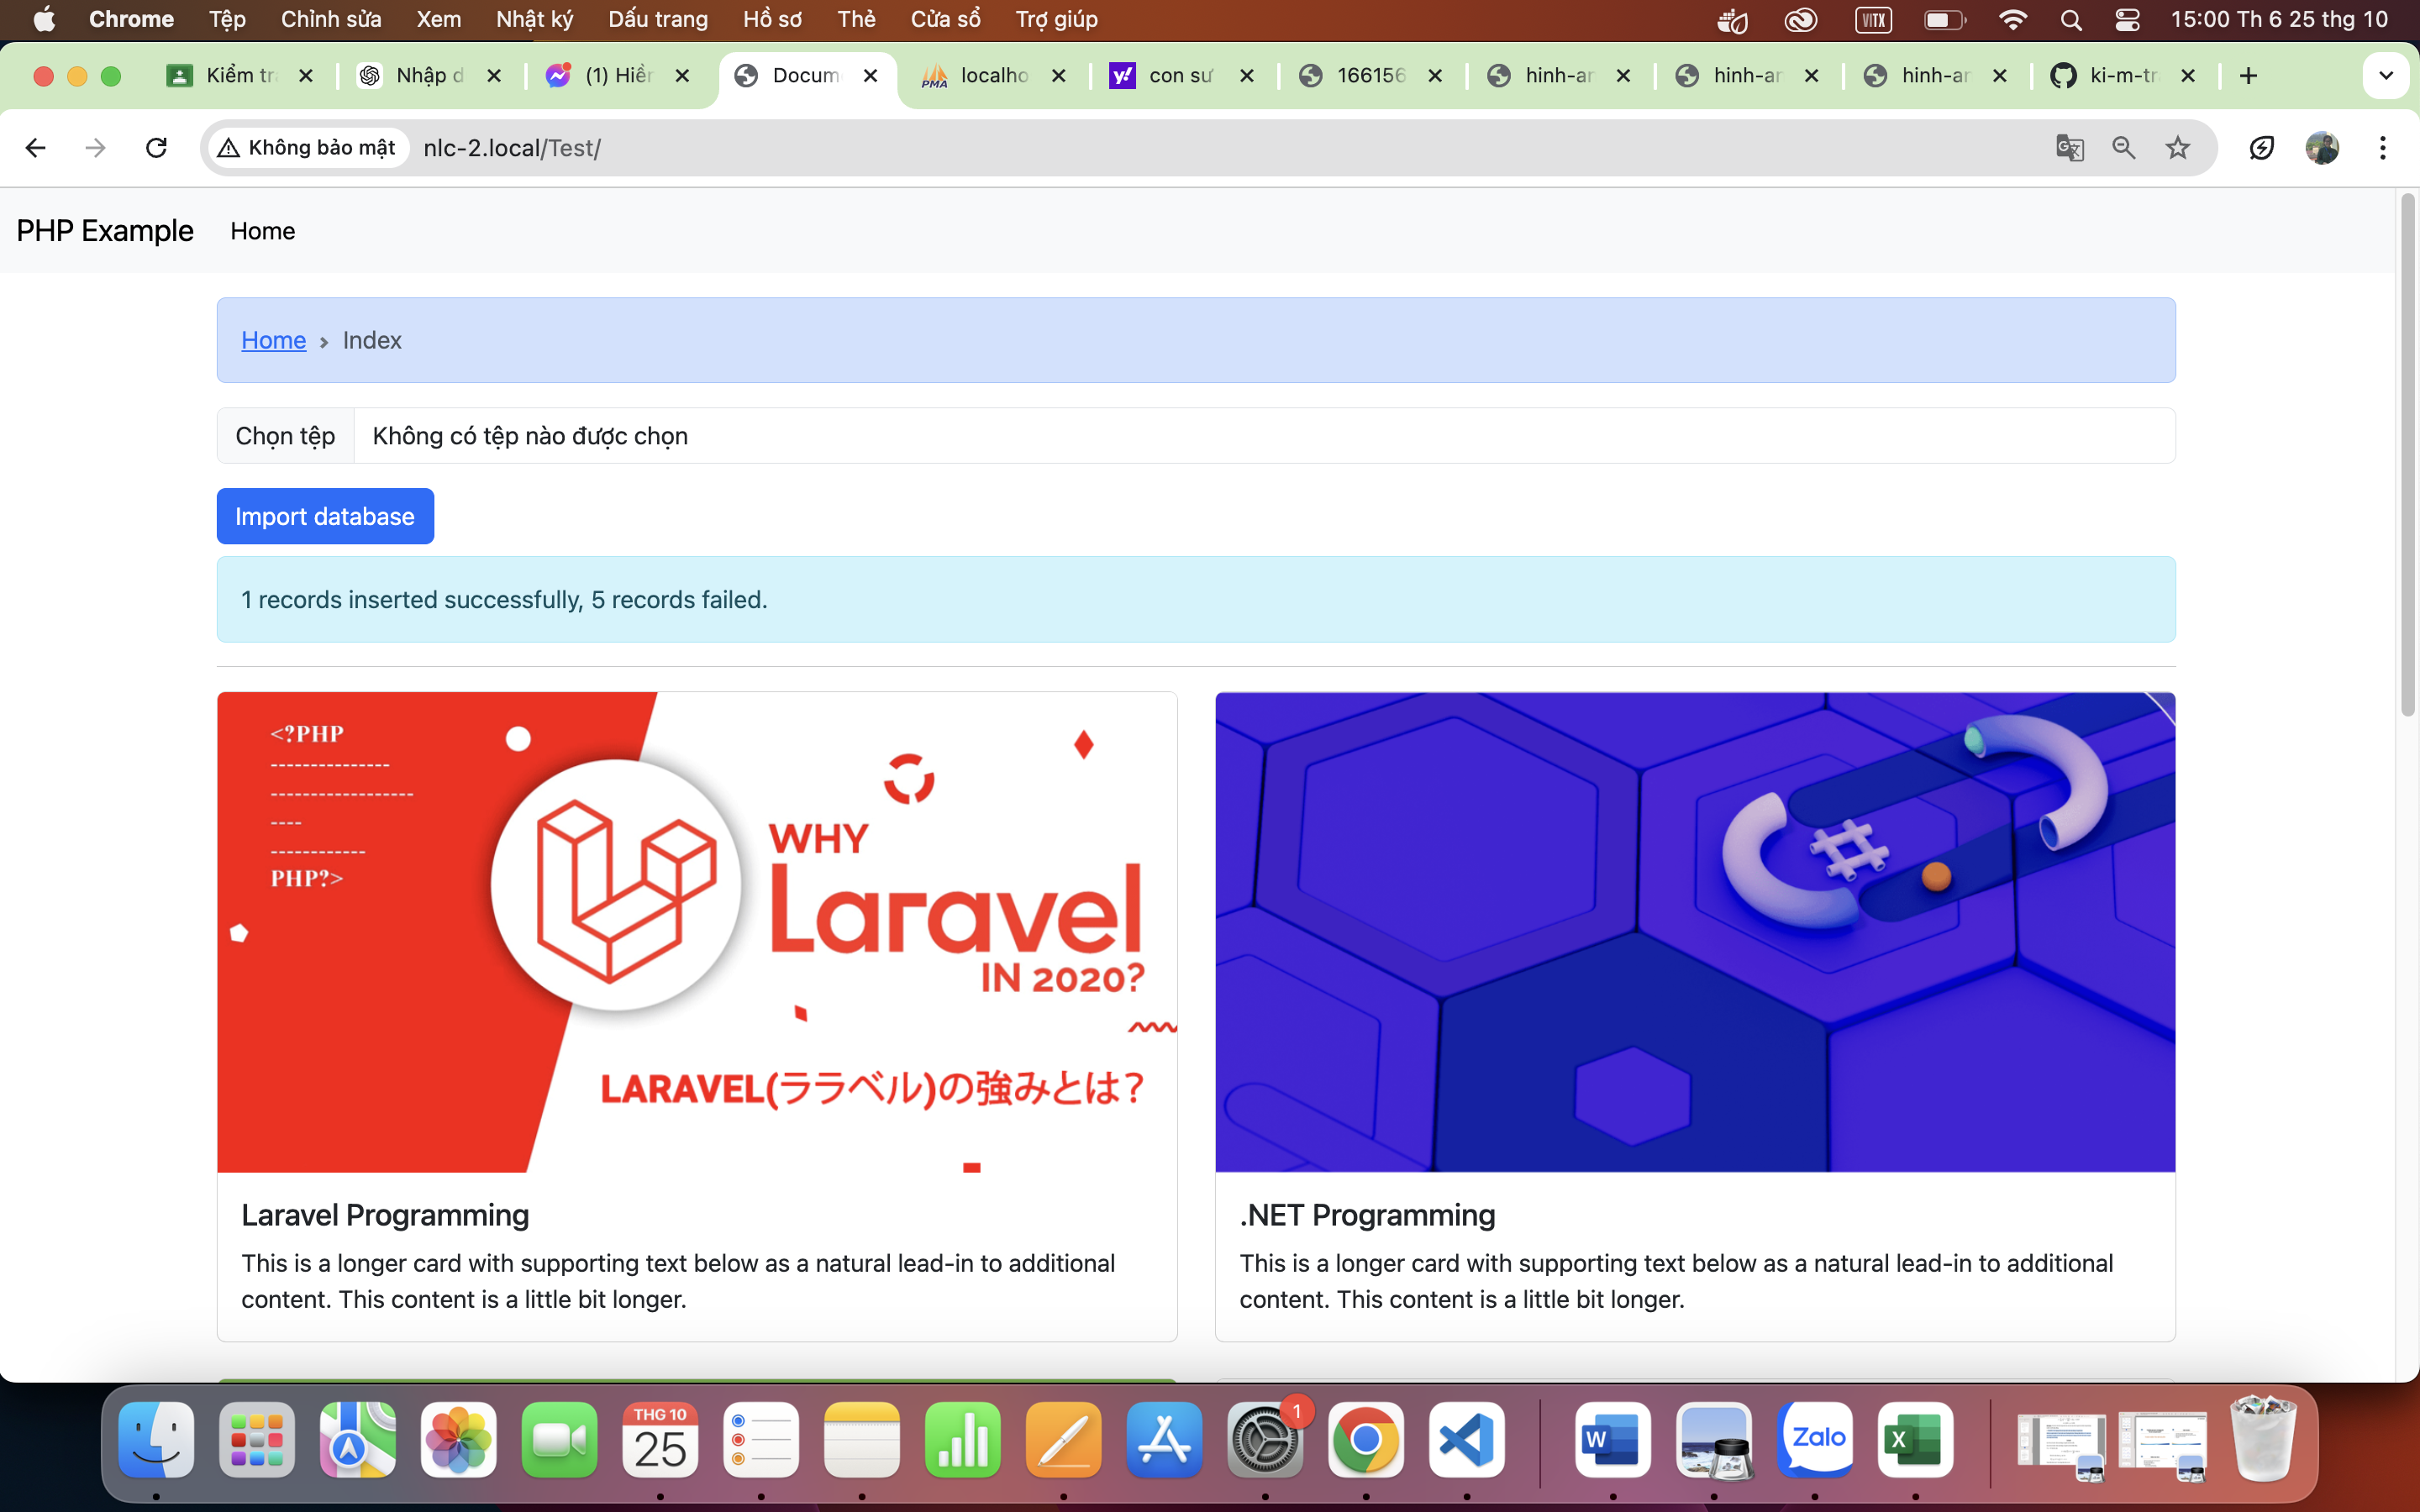 Chrome Tệp Chỉnh sửa Xem Nhật ký Dấu trang Hồ sơ Thẻ Cửa sổ Trợ giúp VITX 15:00 Th 6 25 thg 10
Kiểm tr Nhập d (1) Hiền Docum PMA localho y! con sư 166156 hinh-ar hinh-ar hinh-ar ki-m-tr
Không bảo mật nlc-2.local/Test/
PHP Example Home
Home > Index
Chọn tệp Không có tệp nào được chọn
Import database
1 records inserted successfully, 5 records failed.
<?PHP
---------------
------------------
----
------------
PHP?>
WHY
Laravel
IN 2020?
LARAVEL(ララベル)の強みとは?
Laravel Programming
This is a longer card with supporting text below as a natural lead-in to additional
content. This content is a little bit longer.
.NET Programming
This is a longer card with supporting text below as a natural lead-in to additional
content. This content is a little bit longer.
THG 10
25
1
W
Zalo
X